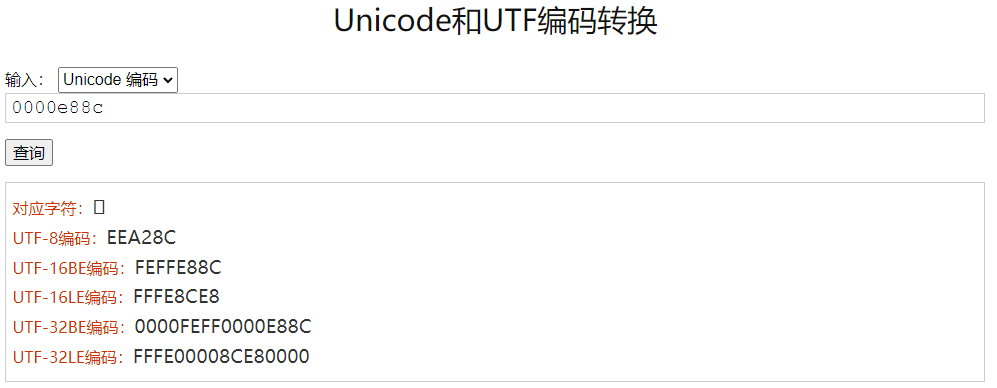 Unicode和UTF编码转换
输入： Unicode 编码
0000e88c
查询
对应字符：
UTF-8编码：EEA28C
UTF-16BE编码：FEFFE88C
UTF-16LE编码：FFFE8CE8
UTF-32BE编码：0000FEFF0000E88C
UTF-32LE编码：FFFE00008CE80000